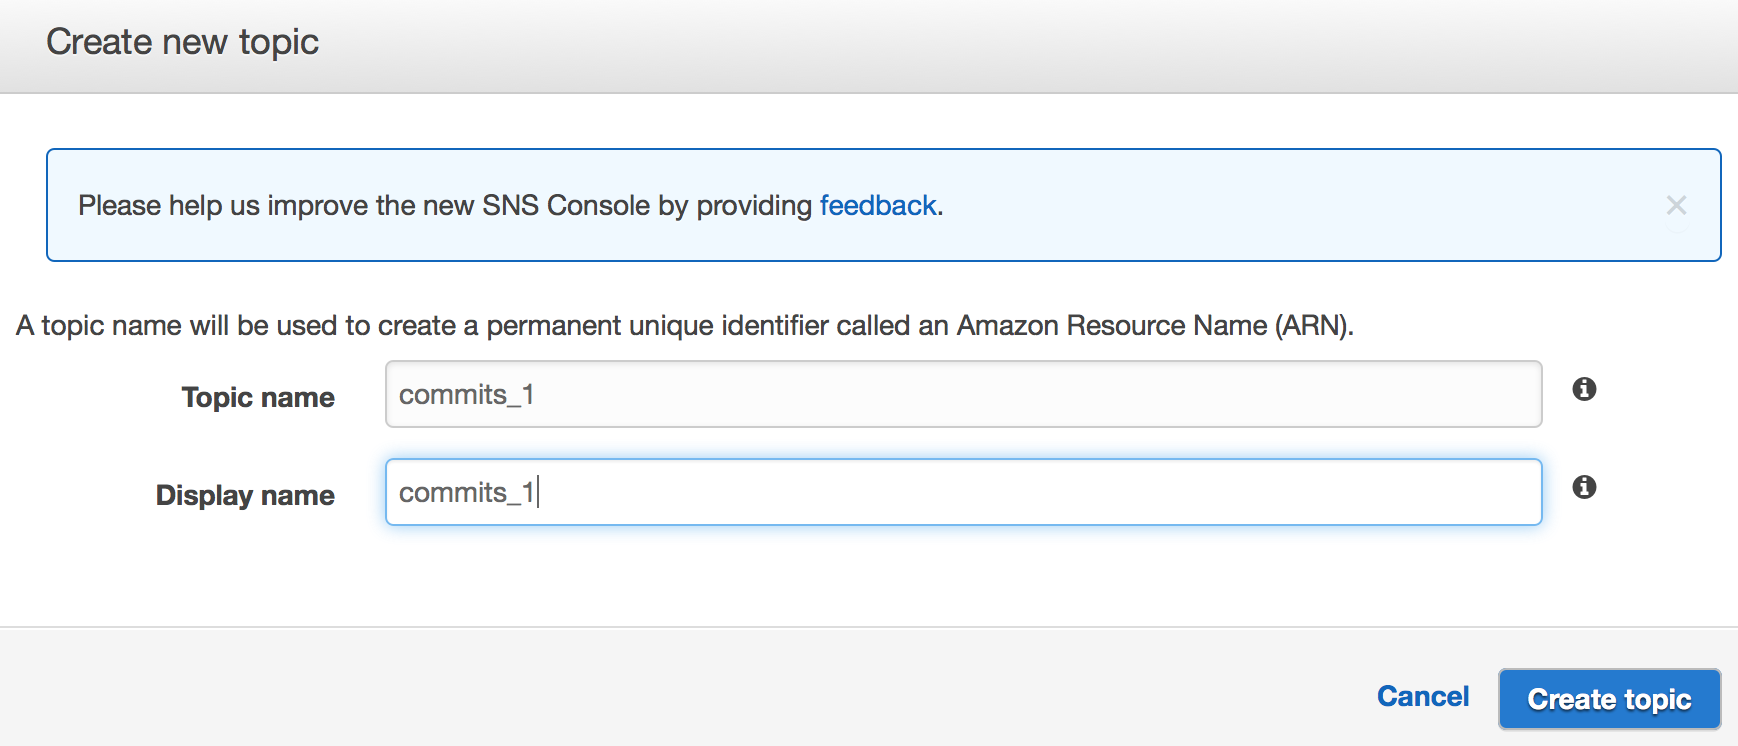 Create new topic
Please help us improve the new SNS Console by providing feedback.
A topic name will be used to create a permanent unique identifier called an Amazon Resource Name (ARN).
Topic name commits_1
Display name commits_1
Cancel Create topic